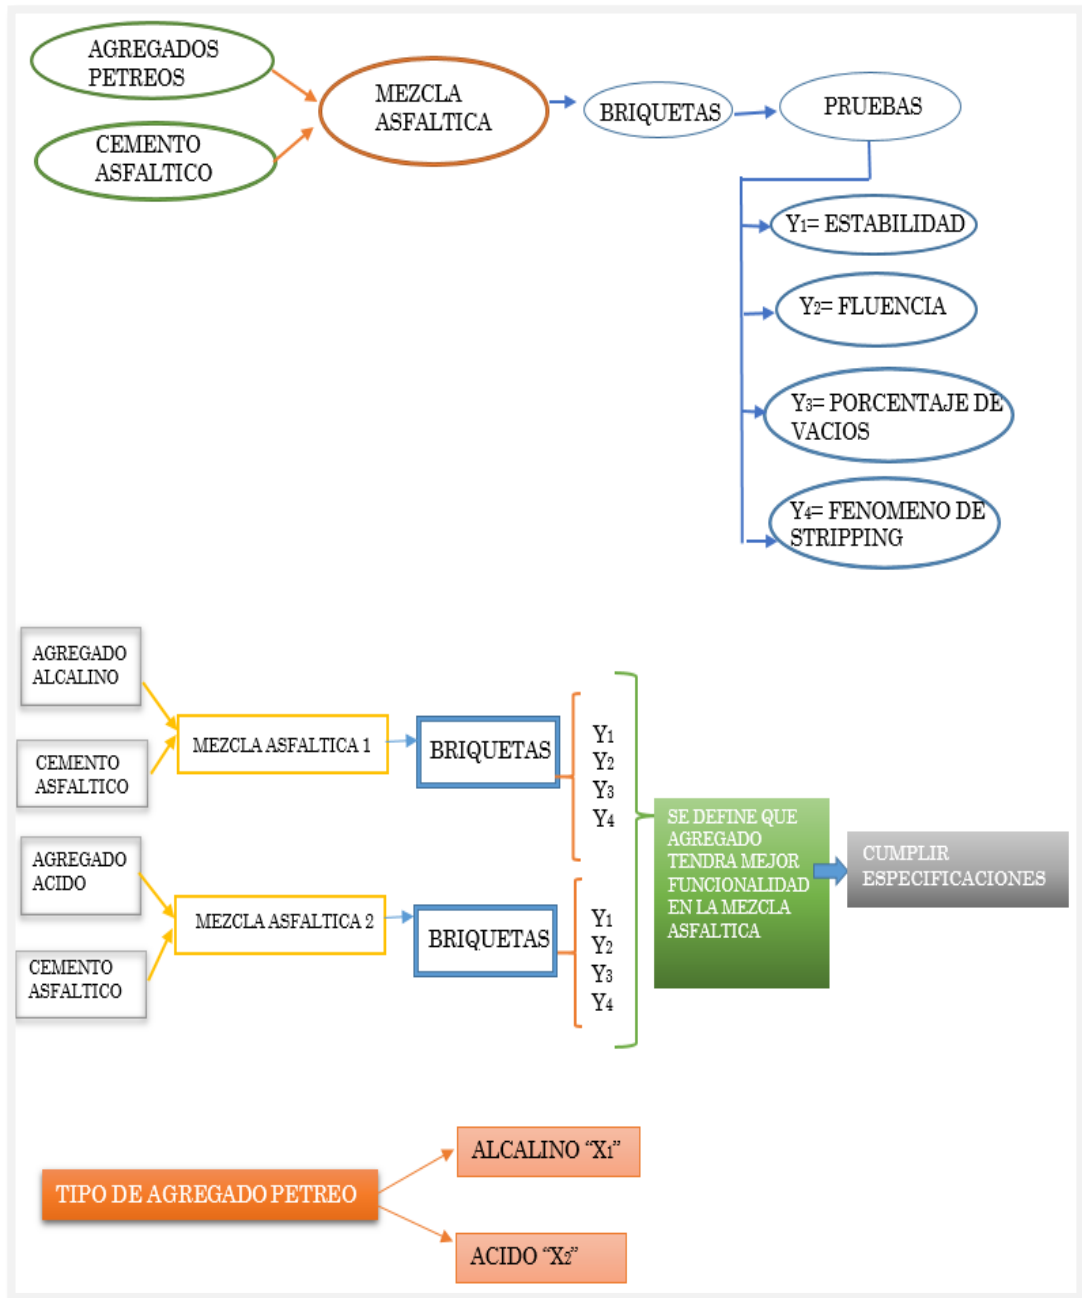 AGREGADOS
PETREOS
CEMENTO
ASFALTICO
MEZCLA
ASFALTICA
BRIQUETAS
PRUEBAS
Y1= ESTABILIDAD
Y2= FLUENCIA
Y3= PORCENTAJE DE
VACIOS
Y4= FENOMENO DE
STRIPPING
AGREGADO
ALCALINO
CEMENTO
ASFALTICO
MEZCLA ASFALTICA 1
BRIQUETAS
Y1
Y2
Y3
Y4
AGREGADO
ACIDO
CEMENTO
ASFALTICO
MEZCLA ASFALTICA 2
BRIQUETAS
Y1
Y2
Y3
Y4
SE DEFINE QUE
AGREGADO
TENDRA MEJOR
FUNCIONALIDAD
EN LA MEZCLA
ASFALTICA
CUMPLIR
ESPECIFICACIONES
TIPO DE AGREGADO PETREO
ALCALINO “X1”
ACIDO “X2”